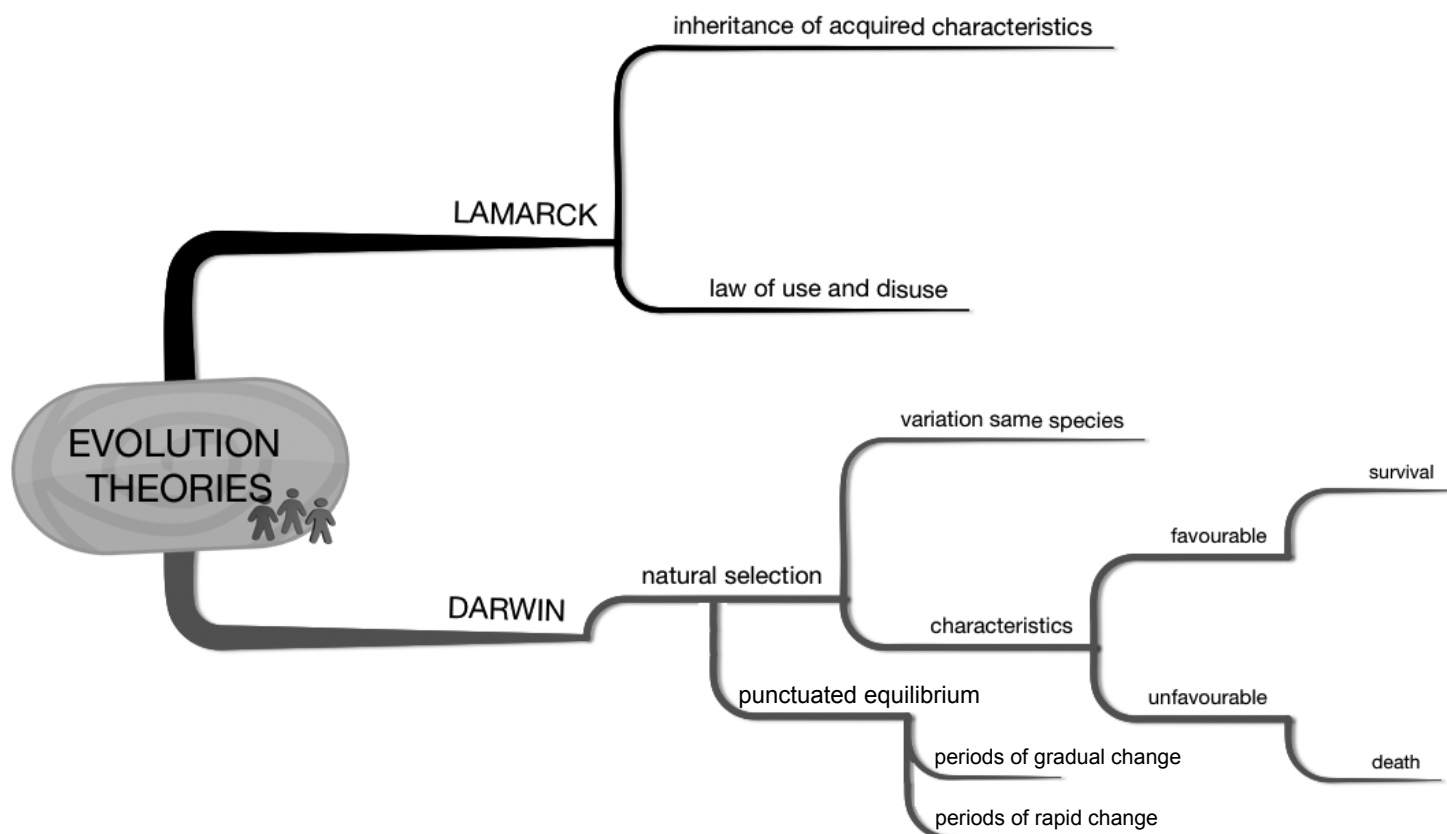 inheritance of acquired characteristics
LAMARCK
law of use and disuse
EVOLUTION
THEORIES
variation same species
survival
favourable
natural selection
DARWIN
characteristics
unfavourable
punctuated equilibrium
periods of gradual change
death
periods of rapid change